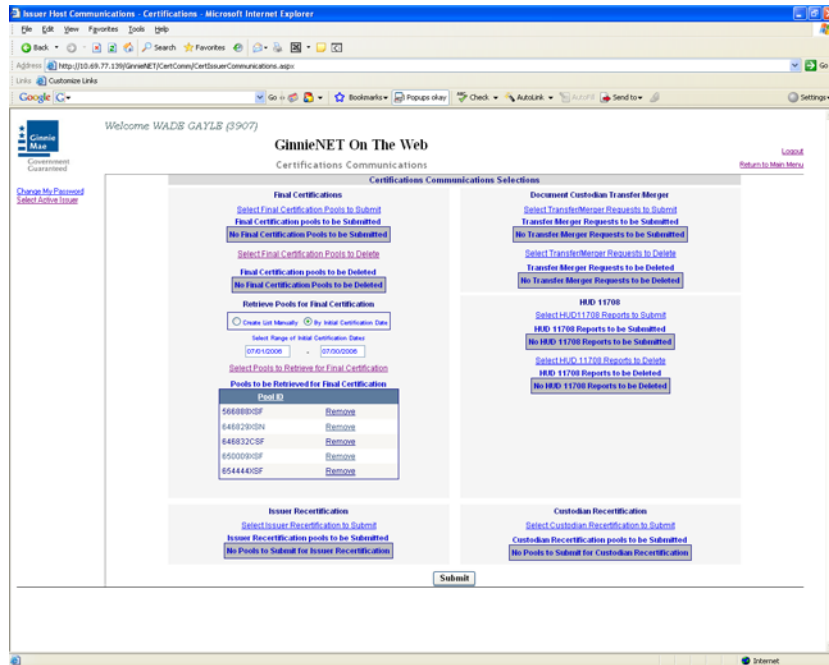 Issuer Host Communications - Certifications - Microsoft Internet Explorer
File Edit View Favorites Tools Help
Back Search Favorites
Address http://10.69.77.139/GinnieNET/CertComm/CertIssuerCommunications.aspx Go
Links Customize Links
Google G Go Bookmarks Popups okay Check AutoLink AutoFill Send to Settings
Ginnie Mae
Government Guaranteed
Welcome WADE GAYLE (3907)
GinnieNET On The Web
Certifications Communications
Logout
Return to Main Menu
Change My Password
Select Active Issuer
Certifications Communications Selections
Final Certifications
Select Final Certification Pools to Submit
Final Certification pools to be Submitted
No Final Certification Pools to be Submitted
Select Final Certification Pools to Delete
Final Certification pools to be Deleted
No Final Certification Pools to be Deleted
Retrieve Pools for Final Certification
Create List Manually By Initial Certification Date
Select Range of Initial Certification Dates
07/01/2006 - 07/30/2006
Select Pools to Retrieve for Final Certification
Pools to be Retrieved for Final Certification
Pool ID
566888XSF Remove
646829XSN Remove
646832CSF Remove
650009XSF Remove
654444XSF Remove
Document Custodian Transfer/Merger
Select Transfer/Merger Requests to Submit
Transfer/Merger Requests to be Submitted
No Transfer/Merger Requests to be Submitted
Select Transfer/Merger Requests to Delete
Transfer/Merger Requests to be Deleted
No Transfer/Merger Requests to be Deleted
HUD 11708
Select HUD11708 Reports to Submit
HUD 11708 Reports to be Submitted
No HUD 11708 Reports to be Submitted
Select HUD 11708 Reports to Delete
HUD 11708 Reports to be Deleted
No HUD 11708 Reports to be Deleted
Issuer Recertification
Select Issuer Recertification to Submit
Issuer Recertification pools to be Submitted
No Pools to Submit for Issuer Recertification
Custodian Recertification
Select Custodian Recertification to Submit
Custodian Recertification pools to be Submitted
No Pools to Submit for Custodian Recertification
Submit
Internet